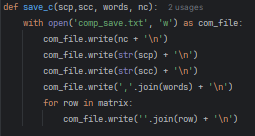 def save_c(scp,scc, words, nc):  2 usages
    with open('comp_save.txt', 'w') as com_file:
        com_file.write(nc + '\n')
        com_file.write(str(scp) + '\n')
        com_file.write(str(scc) + '\n')
        com_file.write(','.join(words) + '\n')
        for row in matrix:
            com_file.write(''.join(row) + '\n')